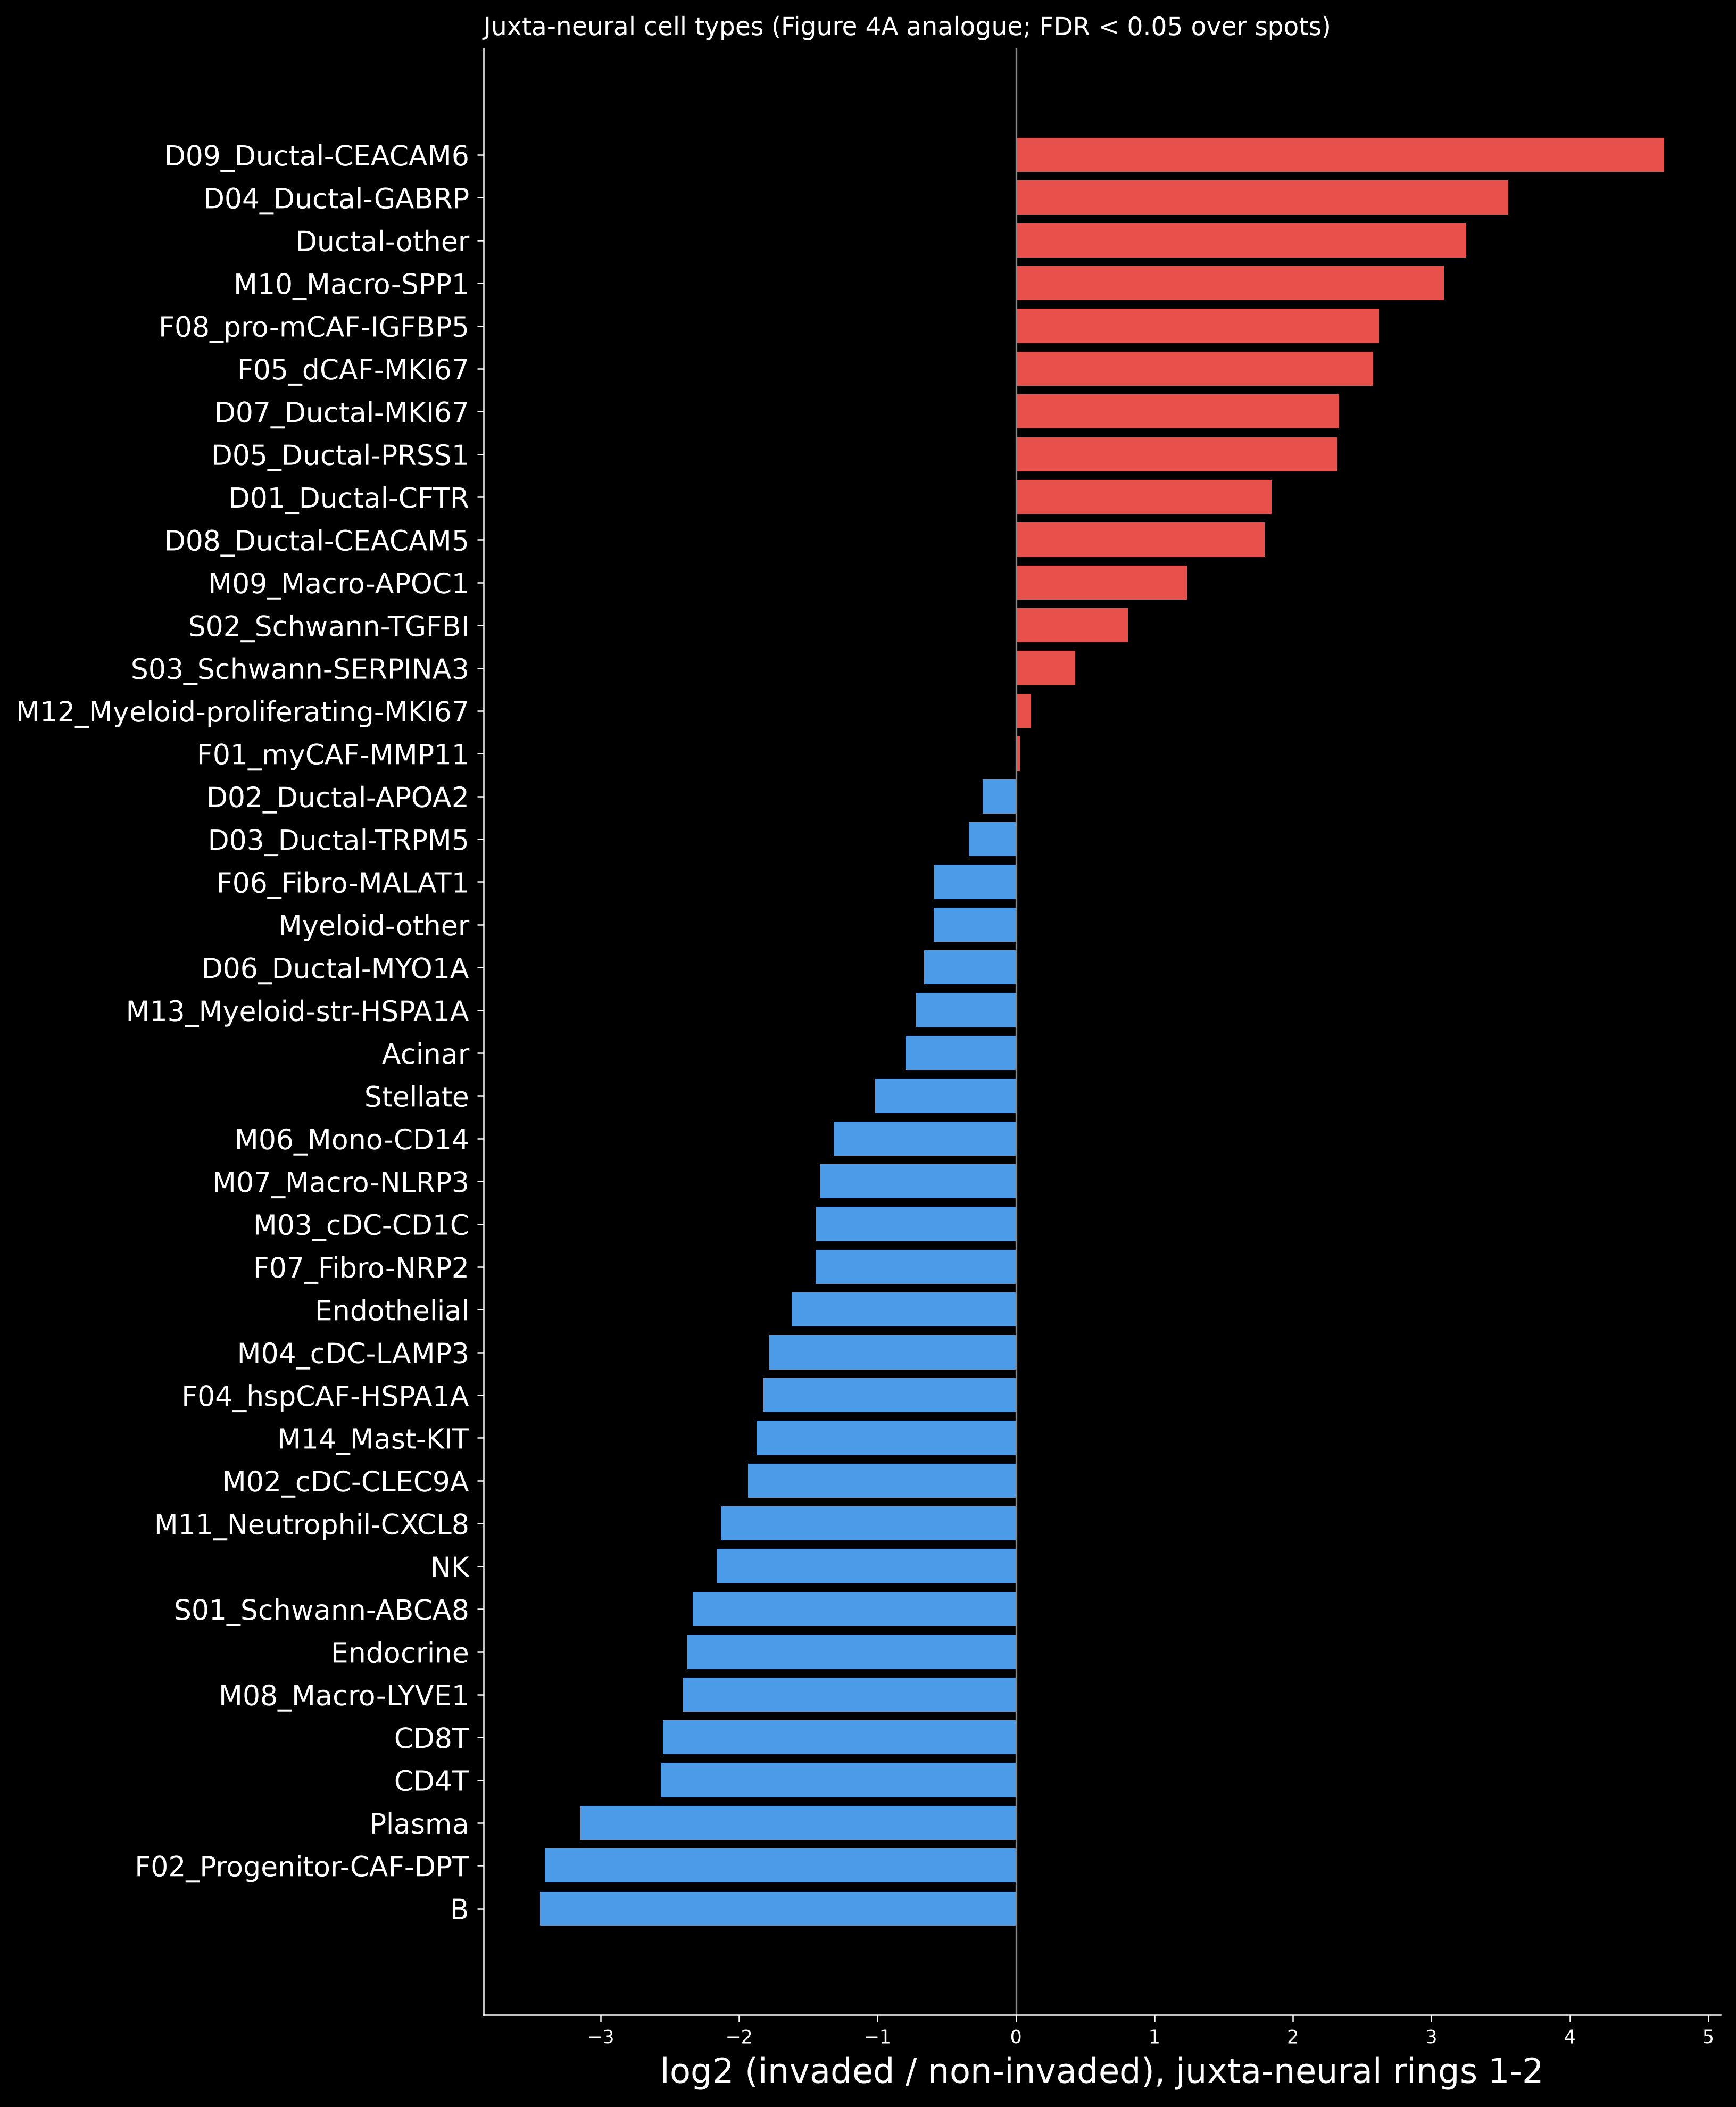 Juxta-neural cell types (Figure 4A analogue; FDR < 0.05 over spots)
D09_Ductal-CEACAM6
D04_Ductal-GABRP
Ductal-other
M10_Macro-SPP1
F08_pro-mCAF-IGFBP5
F05_dCAF-MKI67
D07_Ductal-MKI67
D05_Ductal-PRSS1
D01_Ductal-CFTR
D08_Ductal-CEACAM5
M09_Macro-APOC1
S02_Schwann-TGFBI
S03_Schwann-SERPINA3
M12_Myeloid-proliferating-MKI67
F01_myCAF-MMP11
D02_Ductal-APOA2
D03_Ductal-TRPM5
F06_Fibro-MALAT1
Myeloid-other
D06_Ductal-MYO1A
M13_Myeloid-str-HSPA1A
Acinar
Stellate
M06_Mono-CD14
M07_Macro-NLRP3
M03_cDC-CD1C
F07_Fibro-NRP2
Endothelial
M04_cDC-LAMP3
F04_hspCAF-HSPA1A
M14_Mast-KIT
M02_cDC-CLEC9A
M11_Neutrophil-CXCL8
NK
S01_Schwann-ABCA8
Endocrine
M08_Macro-LYVE1
CD8T
CD4T
Plasma
F02_Progenitor-CAF-DPT
B
−3 −2 −1 0 1 2 3 4 5
log2 (invaded / non-invaded), juxta-neural rings 1-2